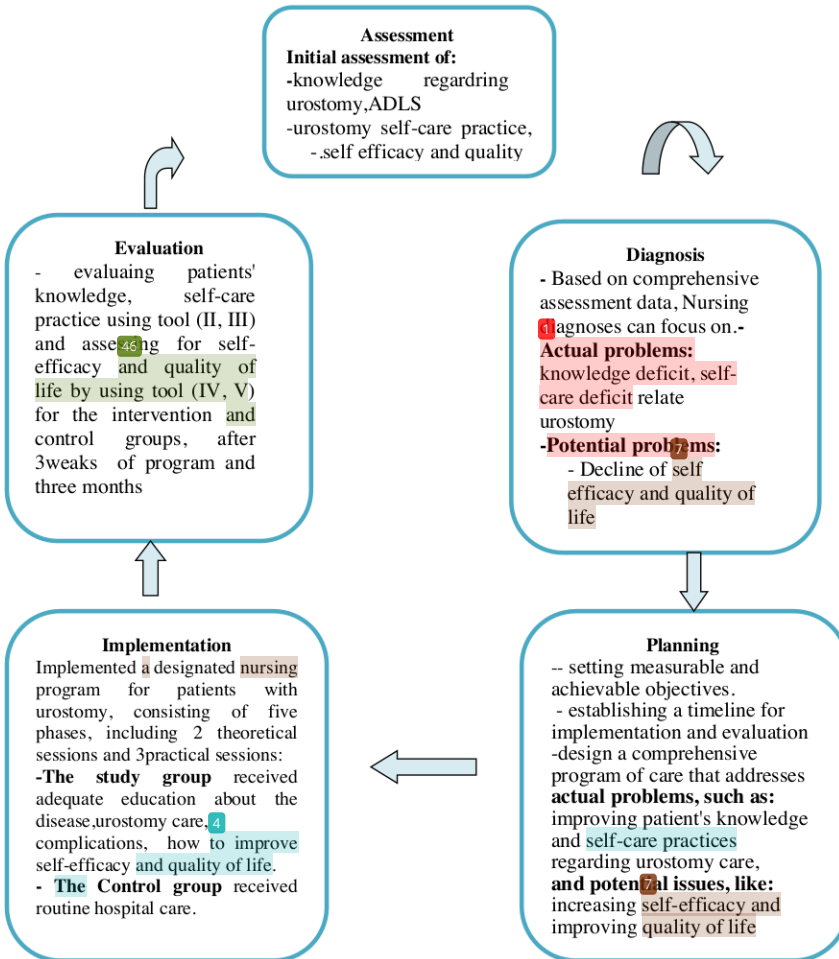 Assessment
Initial assessment of:
-knowledge regardring
urostomy,ADLS
-urostomy self-care practice,
-.self efficacy and quality
Diagnosis
- Based on comprehensive
assessment data, Nursing
diagnoses can focus on.-
1
Actual problems:
knowledge deficit, self-
care deficit relate
urostomy
-Potential problems:
7
- Decline of self
efficacy and quality of
life
Planning
-- setting measurable and
achievable objectives.
- establishing a timeline for
implementation and evaluation
-design a comprehensive
program of care that addresses
actual problems, such as:
improving patient's knowledge
and self-care practices
regarding urostomy care,
and potential issues, like:
7
increasing self-efficacy and
improving quality of life
Implementation
Implemented a designated nursing
program for patients with
urostomy, consisting of five
phases, including 2 theoretical
sessions and 3practical sessions:
-The study group received
adequate education about the
disease,urostomy care,
4
complications, how to improve
self-efficacy and quality of life.
- The Control group received
routine hospital care.
Evaluation
- evaluaing patients'
knowledge, self-care
practice using tool (II, III)
and assessing for self-
46
efficacy and quality of
life by using tool (IV, V)
for the intervention and
control groups, after
3weeks of program and
three months